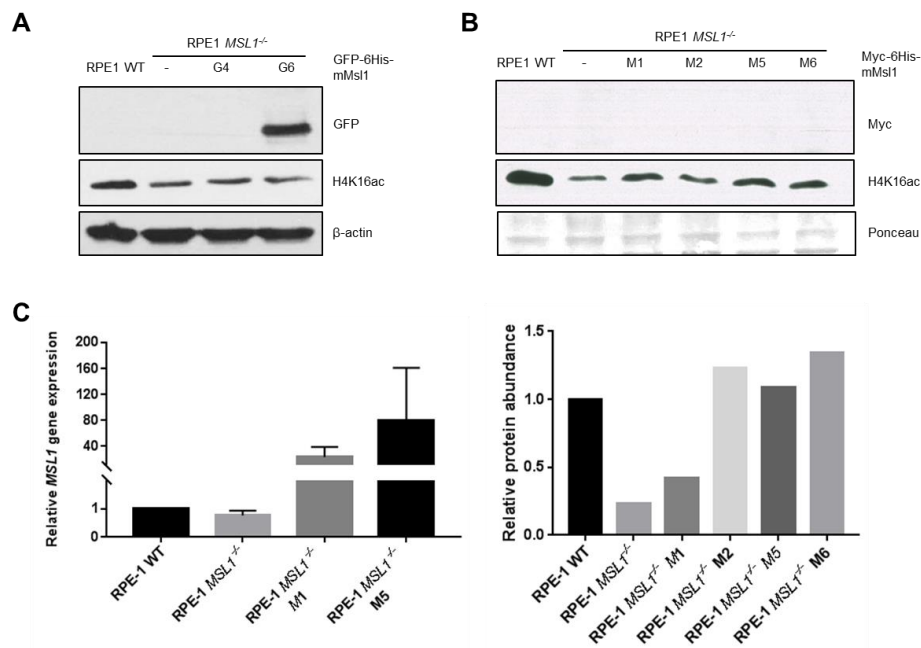 A
RPE1 MSL1-/-
RPE1 WT - G4 G6
GFP-6His-
mMsl1
GFP
H4K16ac
β-actin
B
RPE1 MSL1-/-
RPE1 WT - M1 M2 M5 M6
Myc-6His-
mMsl1
Myc
H4K16ac
Ponceau
C
Relative MSL1 gene expression
200
160
120
80
40
1
0
RPE-1 WT
RPE-1 MSL1-/-
RPE-1 MSL1-/-
M1
RPE-1 MSL1-/-
M5
Relative protein abundance
1.5
1.0
0.5
0.0
RPE-1 WT
RPE-1 MSL1-/-
RPE-1 MSL1-/- M1
RPE-1 MSL1-/- M2
RPE-1 MSL1-/- M5
RPE-1 MSL1-/- M6